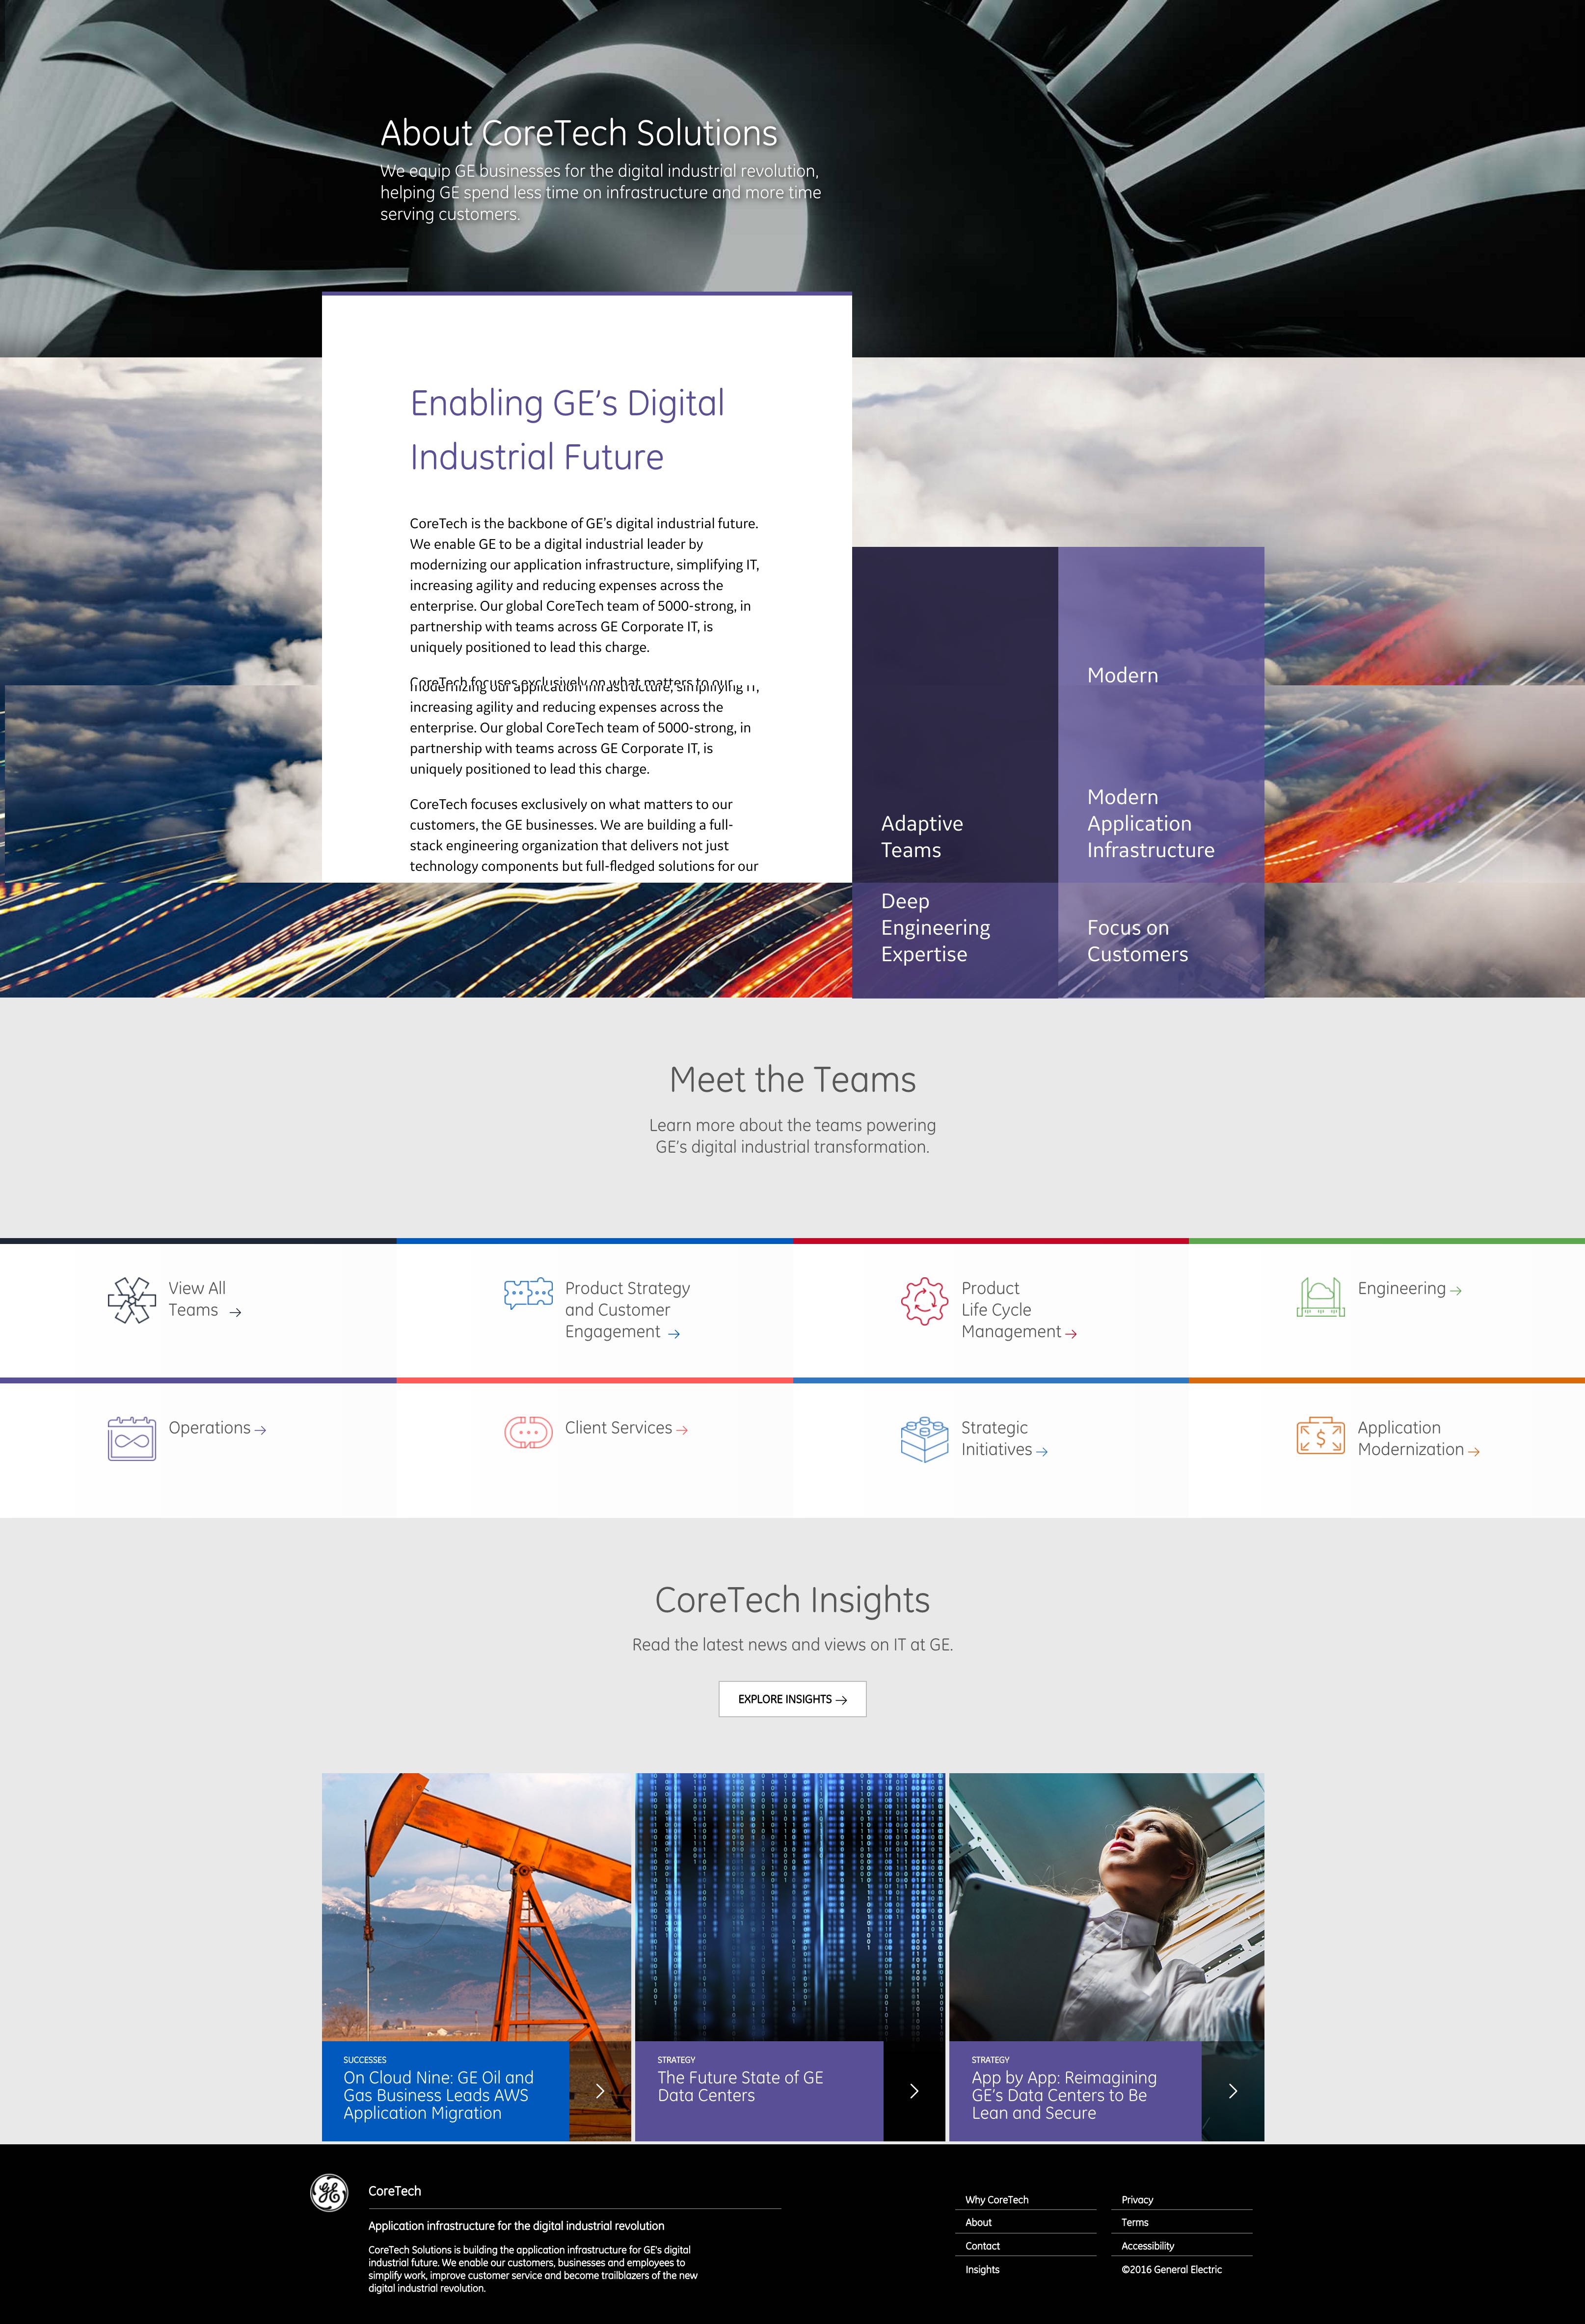 About CoreTech Solutions
We equip GE businesses for the digital industrial revolution,
helping GE spend less time on infrastructure and more time
serving customers.
Enabling GE’s Digital
Industrial Future
CoreTech is the backbone of GE’s digital industrial future.
We enable GE to be a digital industrial leader by
modernizing our application infrastructure, simplifying IT,
increasing agility and reducing expenses across the
enterprise. Our global CoreTech team of 5000-strong, in
partnership with teams across GE Corporate IT, is
uniquely positioned to lead this charge.
CoreTech focuses exclusively on what matters to our
modernizing our application infrastructure, simplifying IT,
increasing agility and reducing expenses across the
enterprise. Our global CoreTech team of 5000-strong, in
partnership with teams across GE Corporate IT, is
uniquely positioned to lead this charge.
CoreTech focuses exclusively on what matters to our
customers, the GE businesses. We are building a full-
stack engineering organization that delivers not just
technology components but full-fledged solutions for our
Modern
Adaptive
Teams
Modern
Application
Infrastructure
Deep
Engineering
Expertise
Focus on
Customers
Meet the Teams
Learn more about the teams powering
GE’s digital industrial transformation.
View All
Teams →
Product Strategy
and Customer
Engagement →
Product
Life Cycle
Management →
Engineering →
Operations →
Client Services →
Strategic
Initiatives →
Application
Modernization →
CoreTech Insights
Read the latest news and views on IT at GE.
EXPLORE INSIGHTS →
SUCCESSES
On Cloud Nine: GE Oil and
Gas Business Leads AWS
Application Migration
STRATEGY
The Future State of GE
Data Centers
STRATEGY
App by App: Reimagining
GE’s Data Centers to Be
Lean and Secure
GE
CoreTech
Application infrastructure for the digital industrial revolution
CoreTech Solutions is building the application infrastructure for GE’s digital
industrial future. We enable our customers, businesses and employees to
simplify work, improve customer service and become trailblazers of the new
digital industrial revolution.
Why CoreTech
About
Contact
Insights
Privacy
Terms
Accessibility
©2016 General Electric